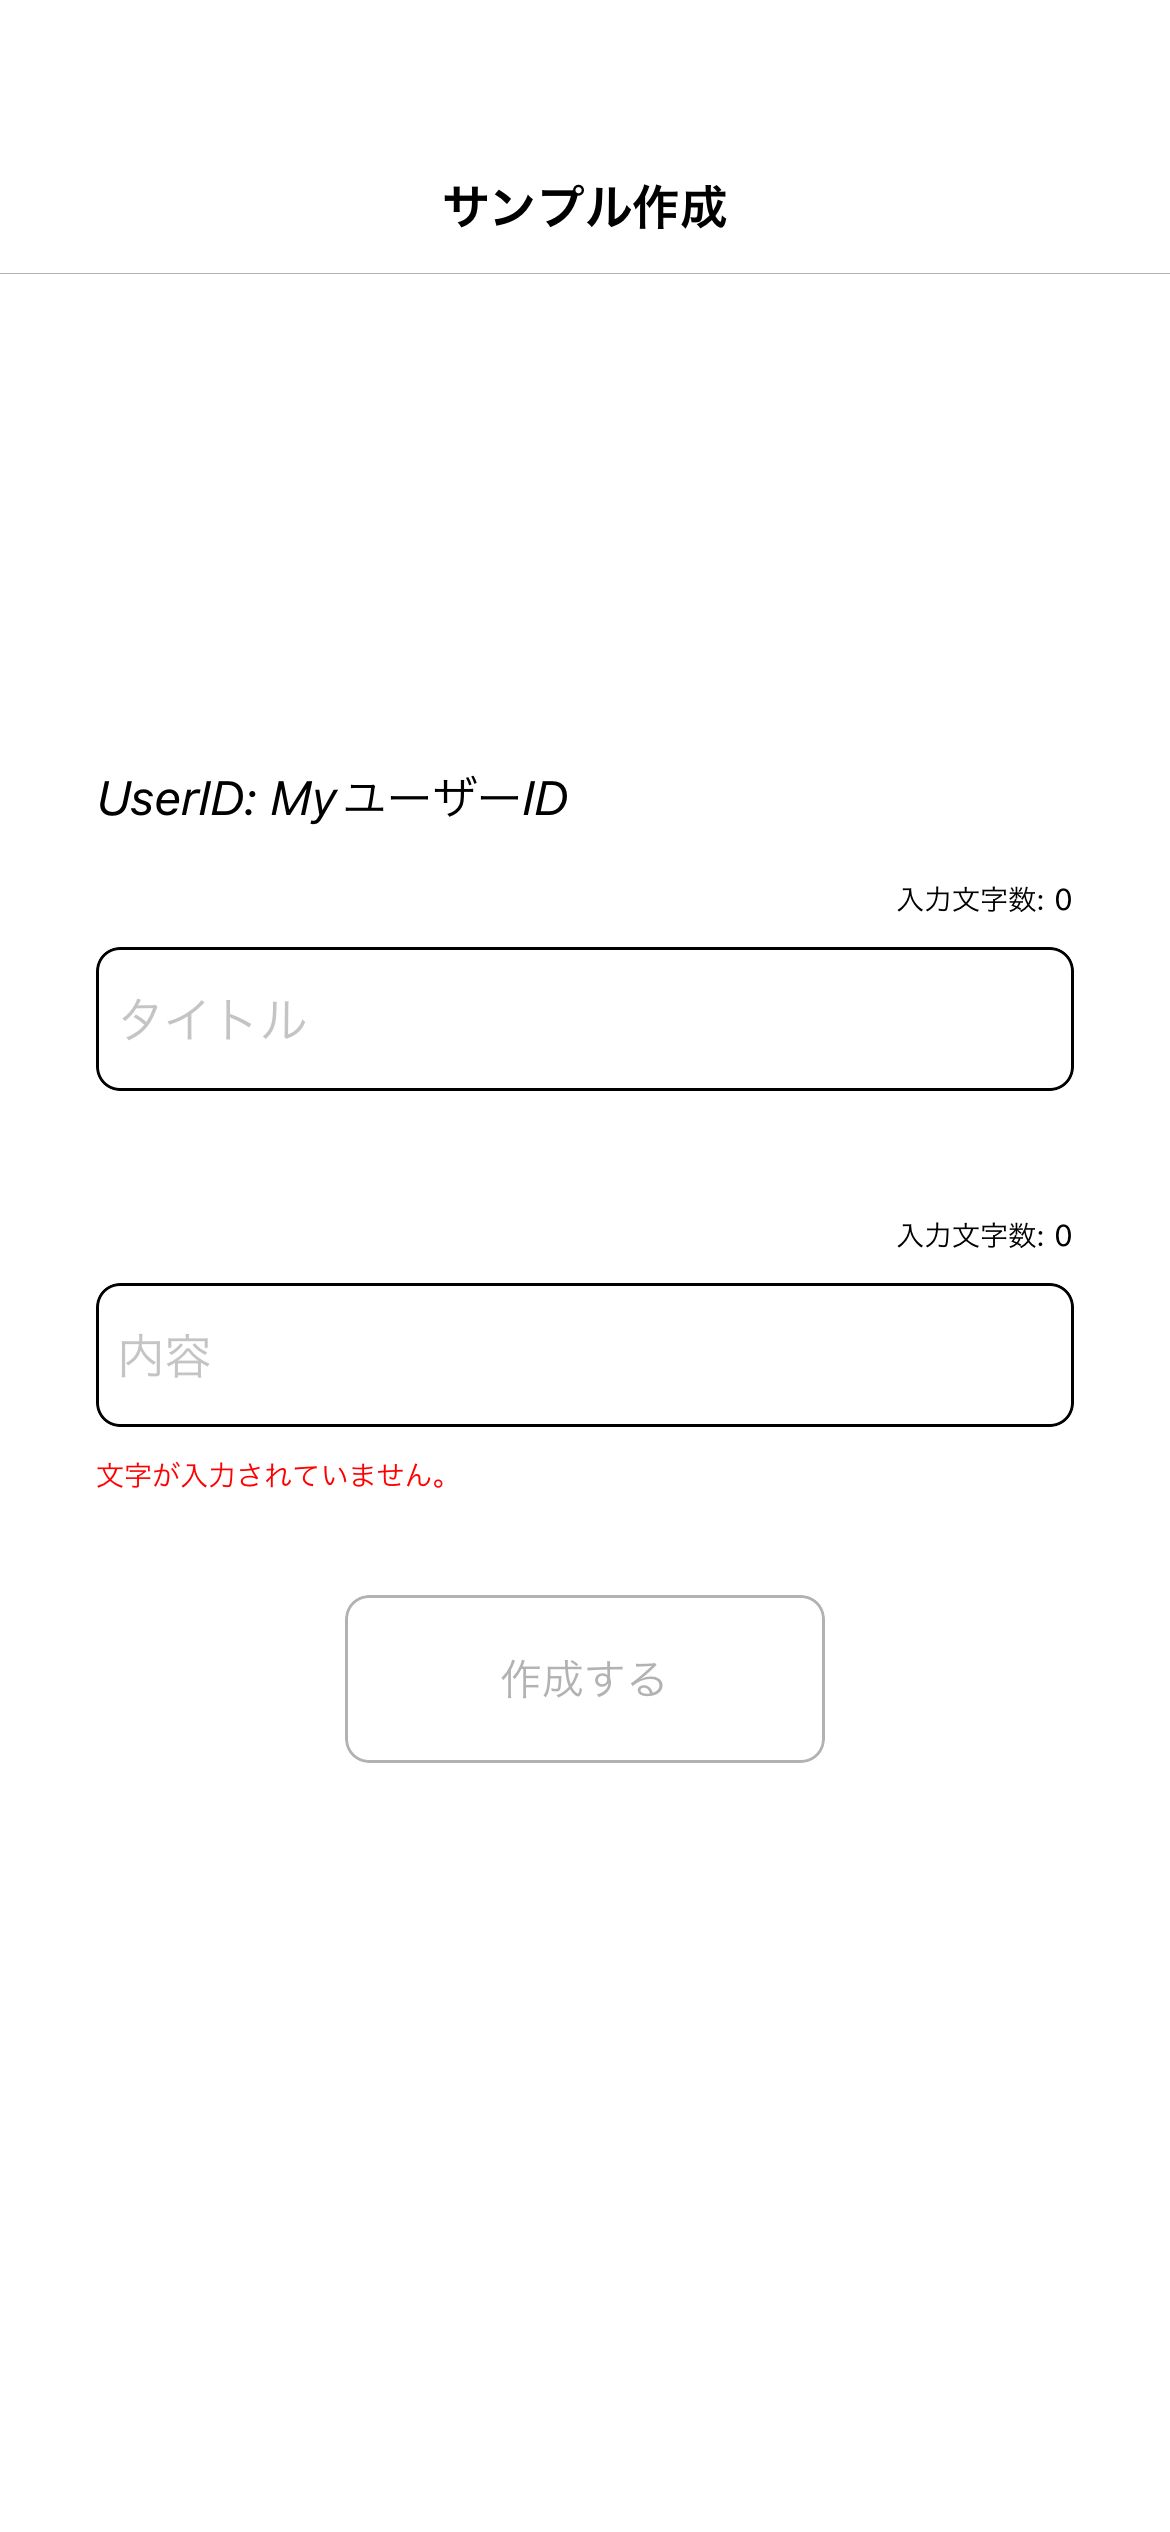 サンプル作成
UserID: MyユーザーID
入力文字数: 0
タイトル
入力文字数: 0
内容
文字が入力されていません。
作成する